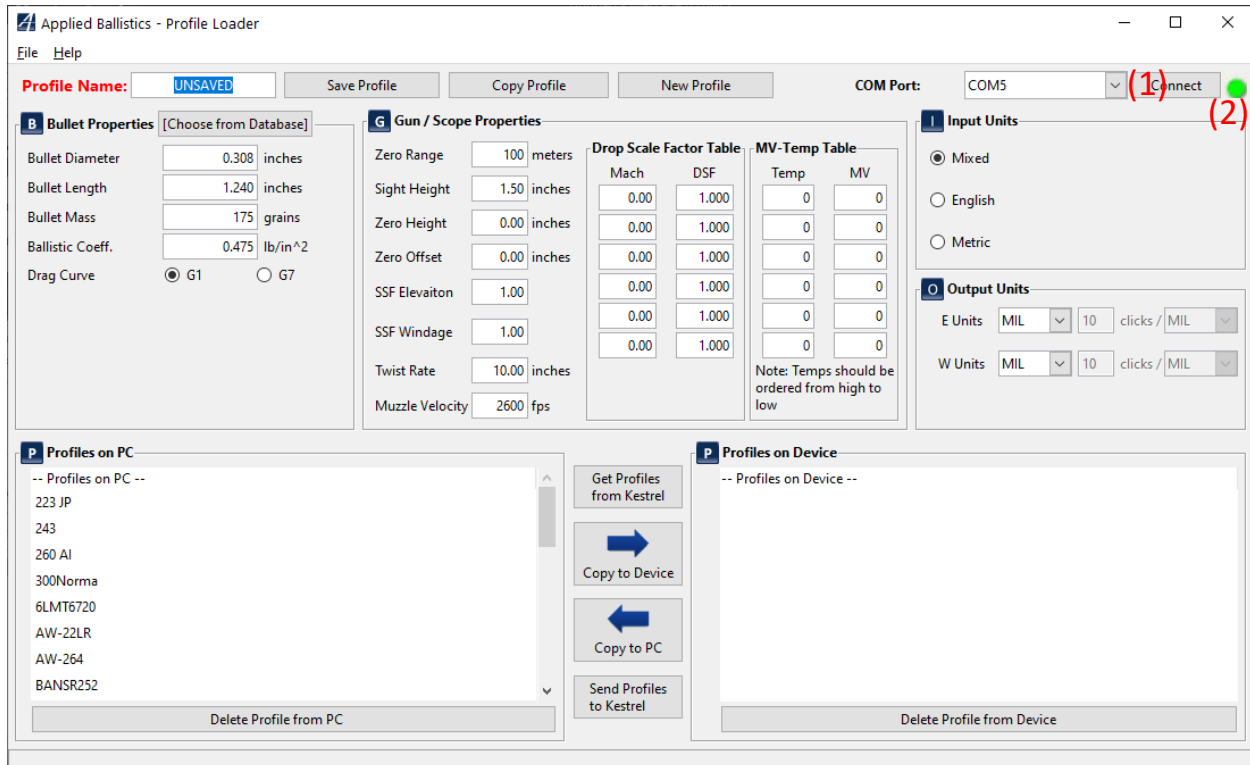 Applied Ballistics - Profile Loader
File Help
Profile Name: UNSAVED Save Profile Copy Profile New Profile COM Port: COM5 (1) Connect
(2)
B Bullet Properties [Choose from Database]
Bullet Diameter 0.308 inches
Bullet Length 1.240 inches
Bullet Mass 175 grains
Ballistic Coeff. 0.475 lb/in^2
Drag Curve G1 G7
G Gun / Scope Properties
Zero Range 100 meters
Sight Height 1.50 inches
Zero Height 0.00 inches
Zero Offset 0.00 inches
SSF Elevaiton 1.00
SSF Windage 1.00
Twist Rate 10.00 inches
Muzzle Velocity 2600 fps
Drop Scale Factor Table
Mach DSF
0.00 1.000
0.00 1.000
0.00 1.000
0.00 1.000
0.00 1.000
0.00 1.000
MV-Temp Table
Temp MV
0 0
0 0
0 0
0 0
0 0
0 0
Note: Temps should be
ordered from high to
low
I Input Units
Mixed
English
Metric
O Output Units
E Units MIL 10 clicks / MIL
W Units MIL 10 clicks / MIL
P Profiles on PC
-- Profiles on PC --
223 JP
243
260 AI
300Norma
6LMT6720
AW-22LR
AW-264
BANSR252
Delete Profile from PC
Get Profiles
from Kestrel
Copy to Device
Copy to PC
Send Profiles
to Kestrel
P Profiles on Device
-- Profiles on Device --
Delete Profile from Device